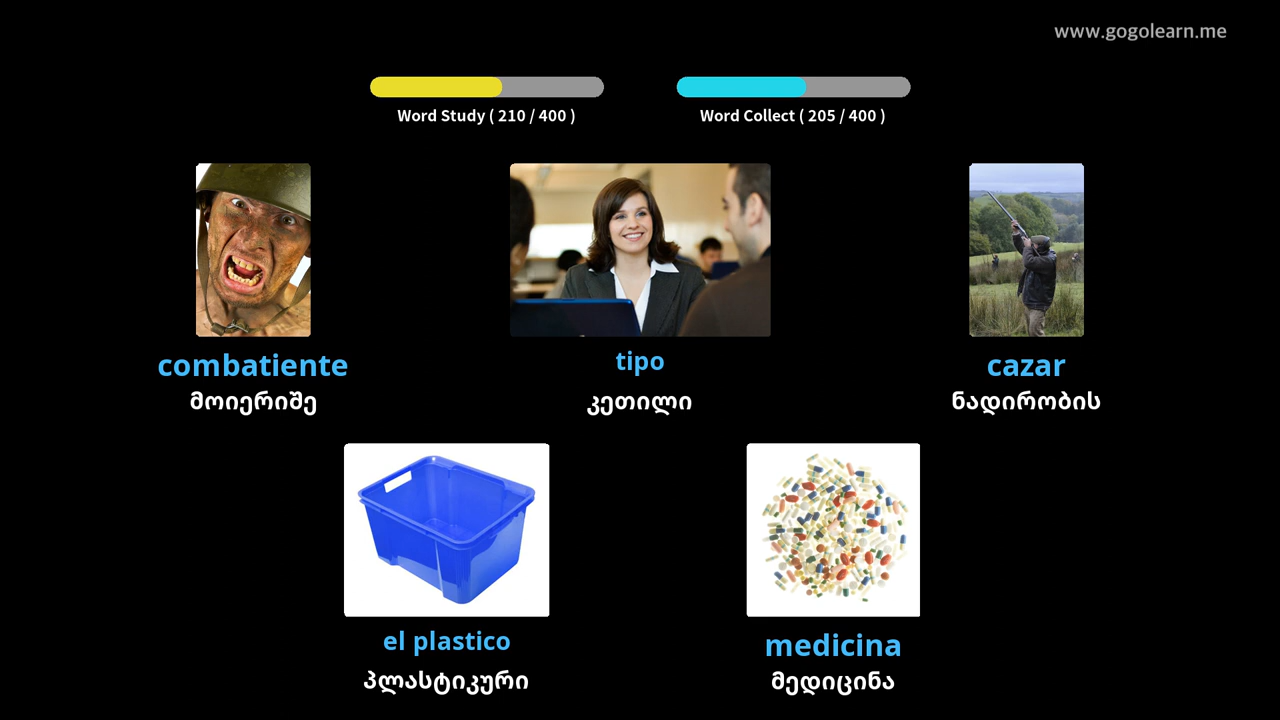 www.gogolearn.me
Word Study ( 210 / 400 )
Word Collect ( 205 / 400 )
combatiente
მოიერიშე
tipo
კეთილი
cazar
ნადირობის
el plastico
პლასტიკური
medicina
მედიცინა